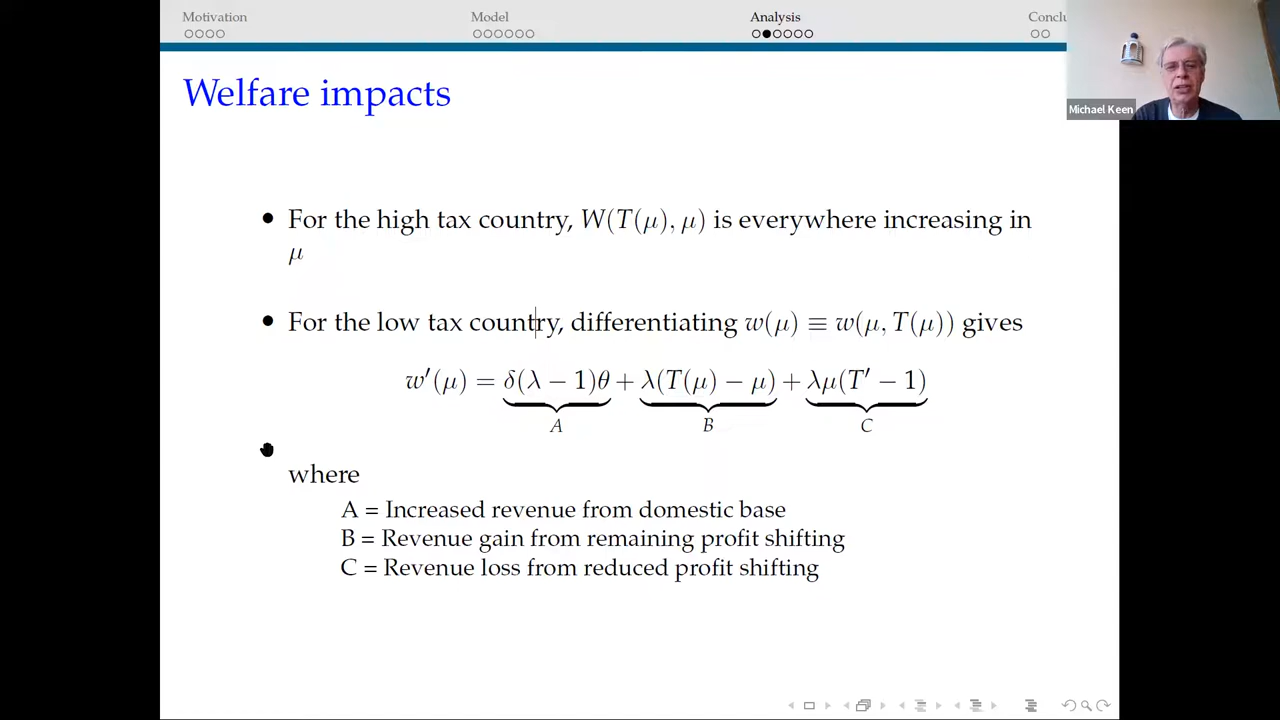 Motivation Model Analysis Conclu
Michael Keen
Welfare impacts
• For the high tax country, W(T(μ), μ) is everywhere increasing in
μ
• For the low tax country, differentiating w(μ) ≡ w(μ, T(μ)) gives
w′(μ) = δ(λ − 1)θ + λ(T(μ) − μ) + λμ(T′ − 1)
A B C
where
A = Increased revenue from domestic base
B = Revenue gain from remaining profit shifting
C = Revenue loss from reduced profit shifting